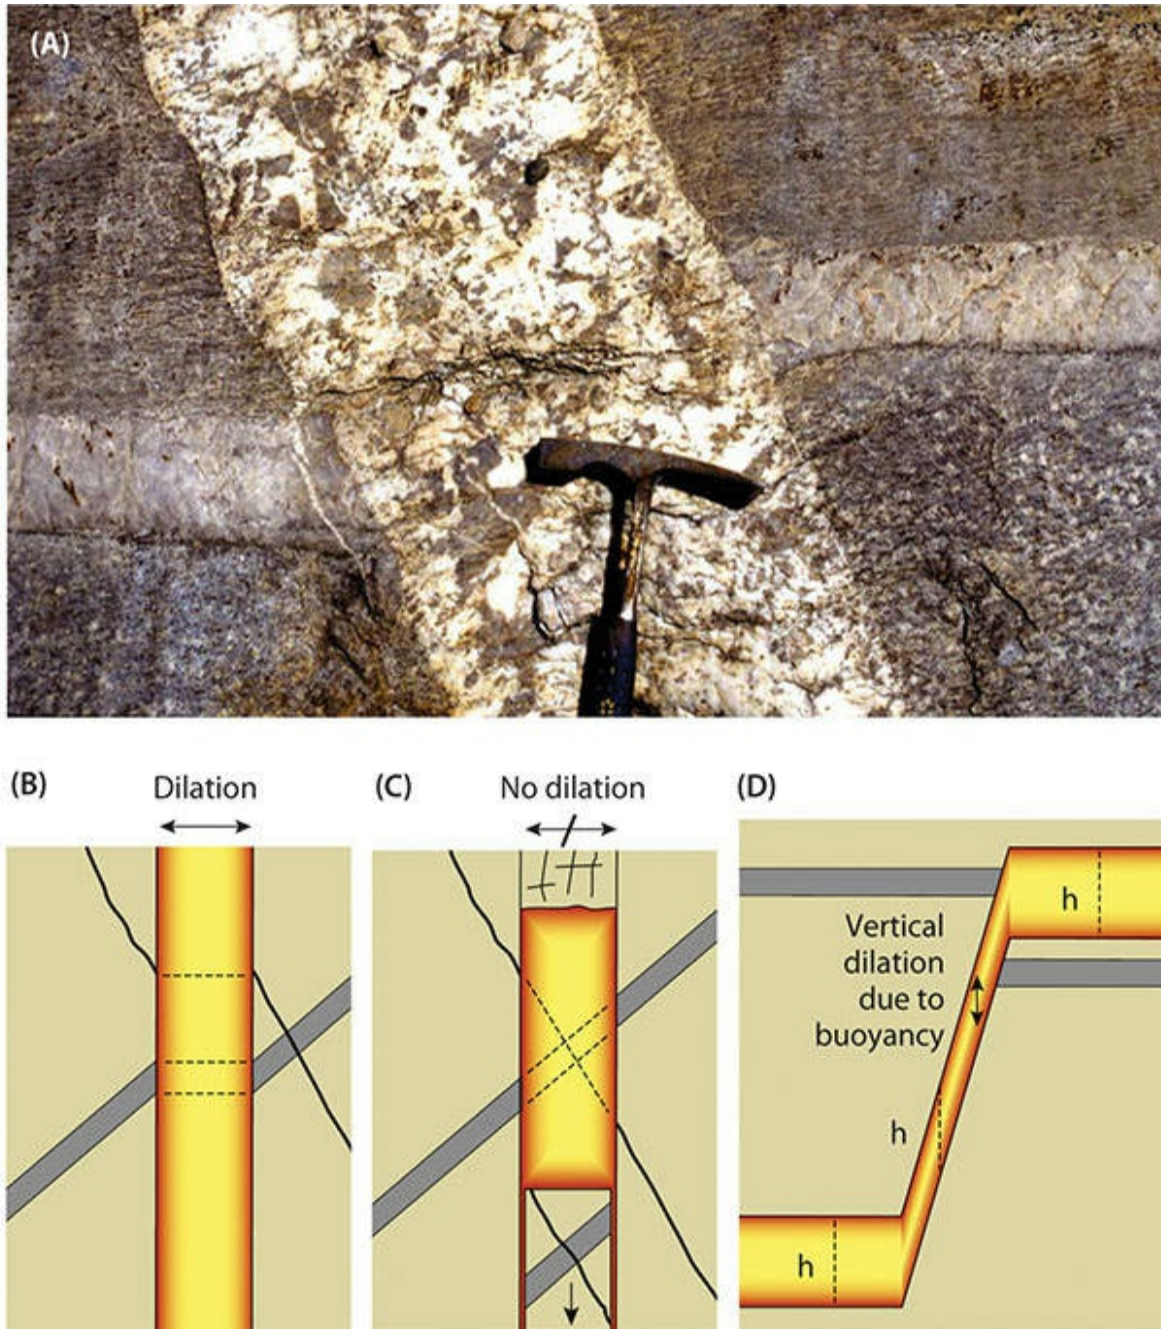 (A)
(B)
Dilation
(C)
No dilation
(D)
h
Vertical
dilation
due to
buoyancy
h
h